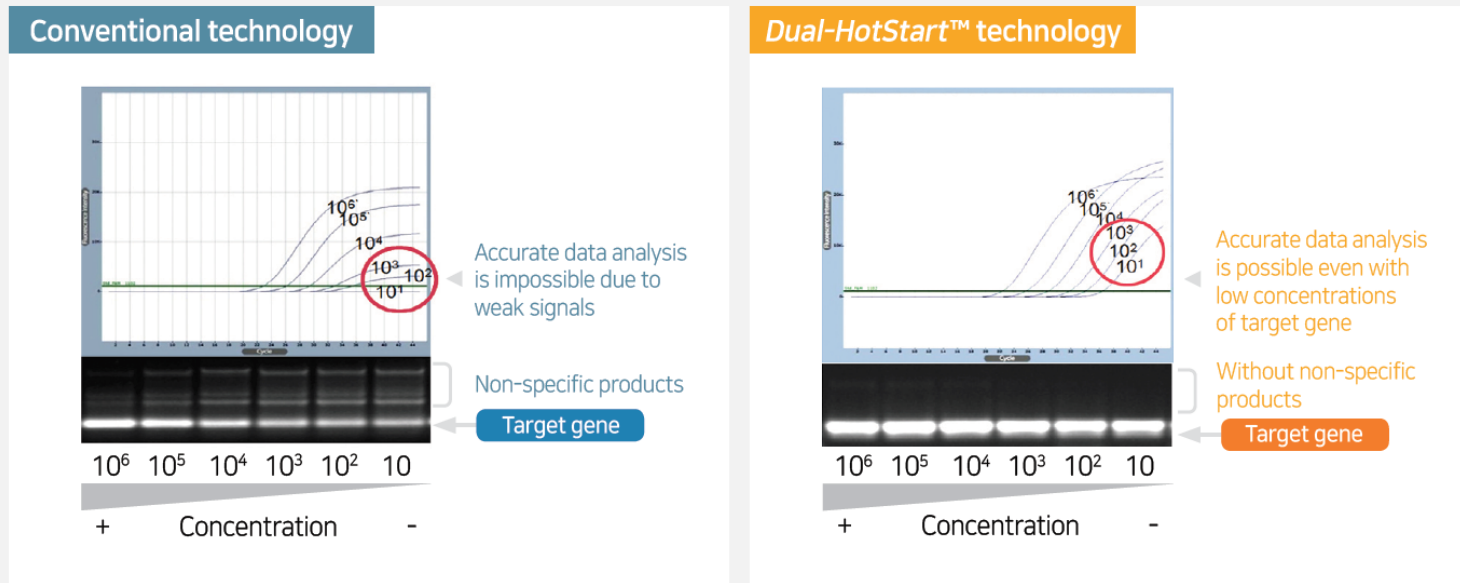 Conventional technology
10⁶
10⁵
10⁴
10³
10²
10¹
Cycle
Accurate data analysis
is impossible due to
weak signals
Non-specific products
Target gene
10⁶ 10⁵ 10⁴ 10³ 10² 10
+ Concentration -
Dual-HotStart™ technology
10⁶
10⁵
10⁴
10³
10²
10¹
Cycle
Accurate data analysis
is possible even with
low concentrations
of target gene
Without non-specific
products
Target gene
10⁶ 10⁵ 10⁴ 10³ 10² 10
+ Concentration -